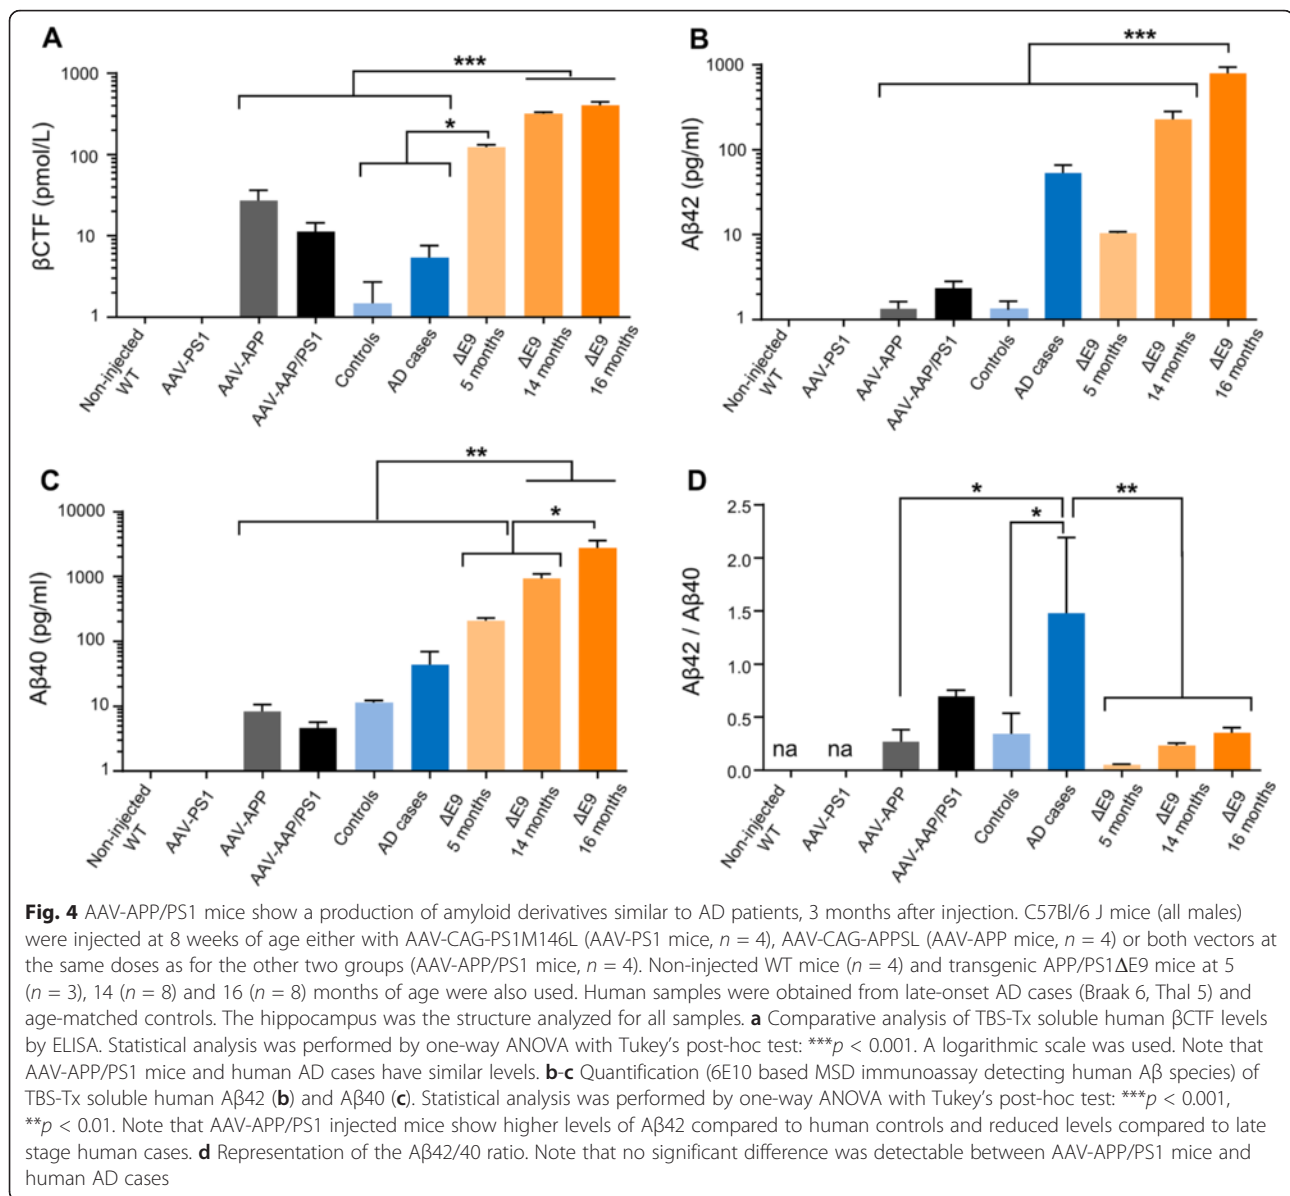 A
***
*
βCTF (pmol/L)
1000
100
10
1
Non-injected
WT
AAV-PS1
AAV-APP
AAV-AAP/PS1
Controls
AD cases
ΔE9
5 months
ΔE9
14 months
ΔE9
16 months
B
***
Aβ42 (pg/ml)
1000
100
10
1
Non-injected
WT
AAV-PS1
AAV-APP
AAV-AAP/PS1
Controls
AD cases
ΔE9
5 months
ΔE9
14 months
ΔE9
16 months
C
**
*
Aβ40 (pg/ml)
10000
1000
100
10
1
Non-injected
WT
AAV-PS1
AAV-APP
AAV-AAP/PS1
Controls
AD cases
ΔE9
5 months
ΔE9
14 months
ΔE9
16 months
D
*
*
**
Aβ42 / Aβ40
2.5
2.0
1.5
1.0
0.5
0.0
na
na
Non-injected
WT
AAV-PS1
AAV-APP
AAV-AAP/PS1
Controls
AD cases
ΔE9
5 months
ΔE9
14 months
ΔE9
16 months
Fig. 4 AAV-APP/PS1 mice show a production of amyloid derivatives similar to AD patients, 3 months after injection. C57Bl/6 J mice (all males)
were injected at 8 weeks of age either with AAV-CAG-PS1M146L (AAV-PS1 mice, n = 4), AAV-CAG-APPSL (AAV-APP mice, n = 4) or both vectors at
the same doses as for the other two groups (AAV-APP/PS1 mice, n = 4). Non-injected WT mice (n = 4) and transgenic APP/PS1ΔE9 mice at 5
(n = 3), 14 (n = 8) and 16 (n = 8) months of age were also used. Human samples were obtained from late-onset AD cases (Braak 6, Thal 5) and
age-matched controls. The hippocampus was the structure analyzed for all samples. a Comparative analysis of TBS-Tx soluble human βCTF levels
by ELISA. Statistical analysis was performed by one-way ANOVA with Tukey's post-hoc test: ***p < 0.001. A logarithmic scale was used. Note that
AAV-APP/PS1 mice and human AD cases have similar levels. b-c Quantification (6E10 based MSD immunoassay detecting human Aβ species) of
TBS-Tx soluble human Aβ42 (b) and Aβ40 (c). Statistical analysis was performed by one-way ANOVA with Tukey's post-hoc test: ***p < 0.001,
**p < 0.01. Note that AAV-APP/PS1 injected mice show higher levels of Aβ42 compared to human controls and reduced levels compared to late
stage human cases. d Representation of the Aβ42/40 ratio. Note that no significant difference was detectable between AAV-APP/PS1 mice and
human AD cases